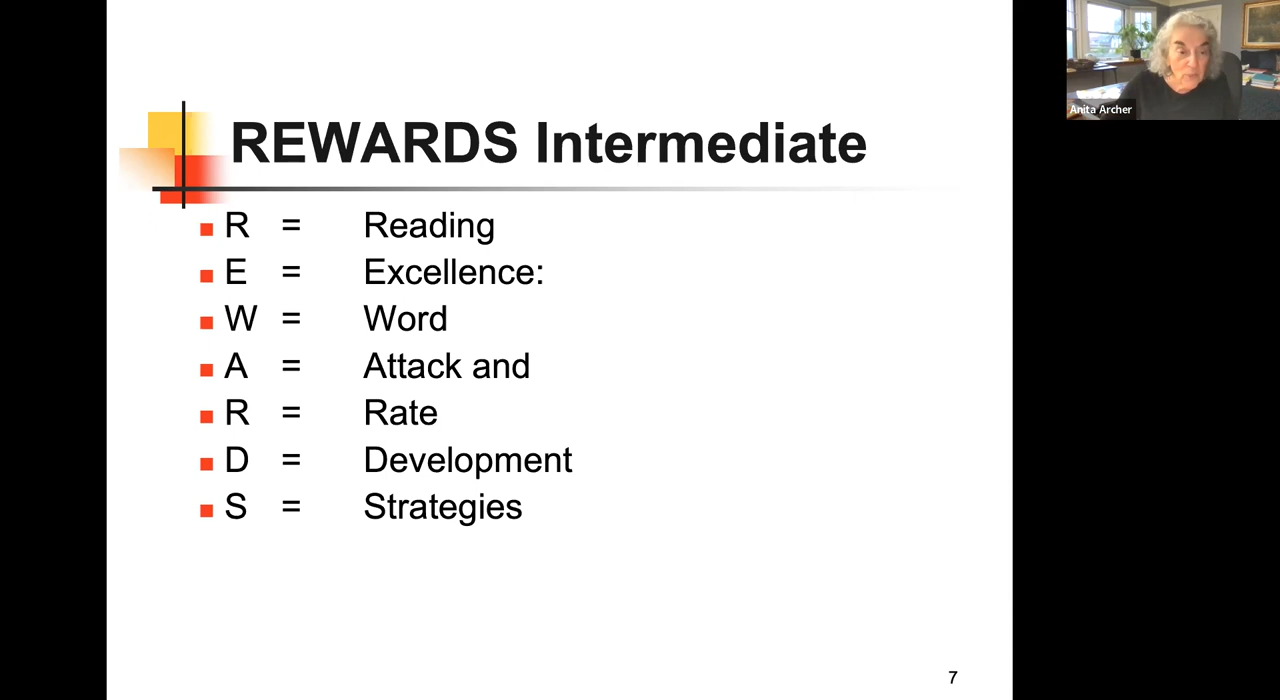 REWARDS Intermediate
R = Reading
E = Excellence:
W = Word
A = Attack and
R = Rate
D = Development
S = Strategies
7
Anita Archer